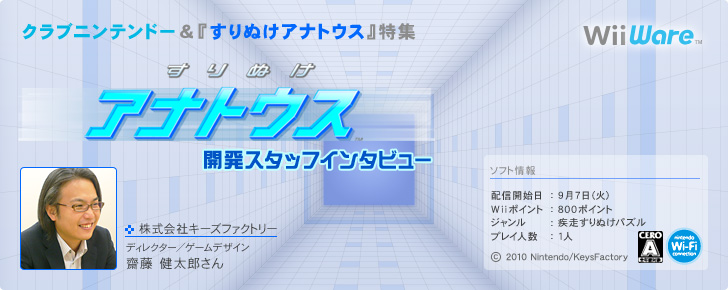 クラブニンテンドー&『すりぬけアナトウス』特集
WiiWare™
すりぬけ
アナトウス™
開発スタッフインタビュー
株式会社キーズファクトリー
ディレクター／ゲームデザイン
齋藤 健太郎さん
ソフト情報
配信開始日 ： 9月7日(火)
Wiiポイント ： 800ポイント
ジャンル ： 疾走すりぬけパズル
プレイ人数 ： 1人
© 2010 Nintendo/KeysFactory
CERO
A
Nintendo
Wi-Fi
CONNECTION